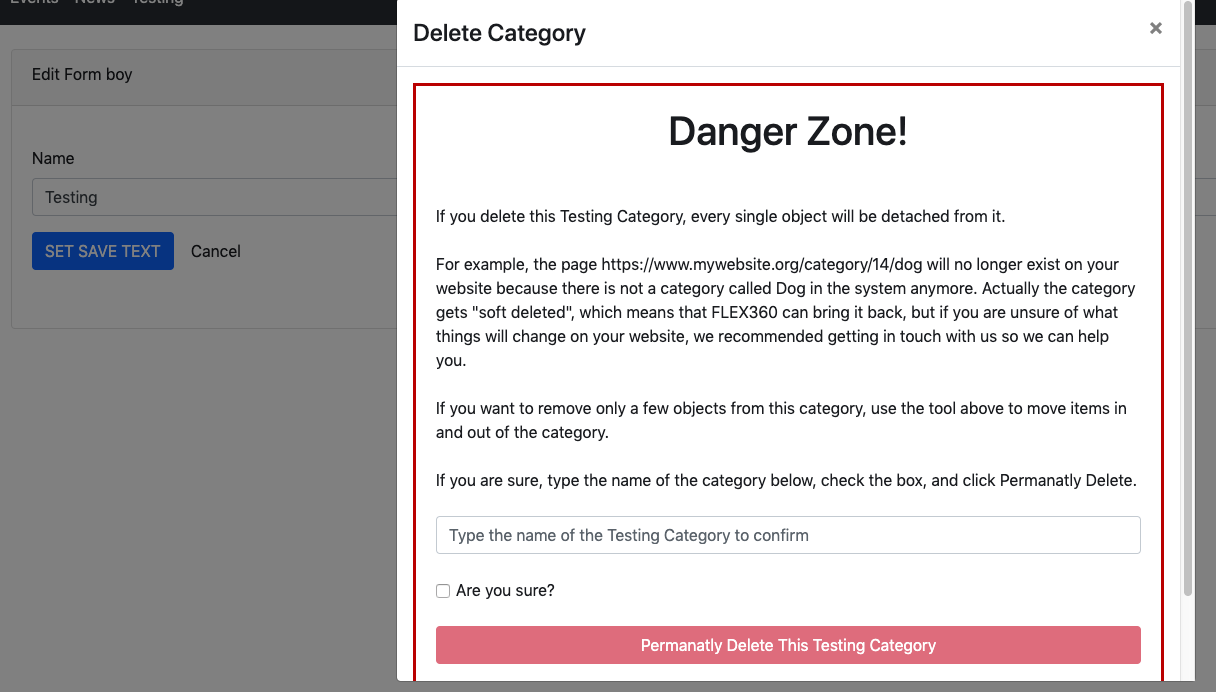 Events News Testing
Delete Category
×
Edit Form boy
Danger Zone!
Name
Testing
If you delete this Testing Category, every single object will be detached from it.
SET SAVE TEXT Cancel
For example, the page https://www.mywebsite.org/category/14/dog will no longer exist on your
website because there is not a category called Dog in the system anymore. Actually the category
gets "soft deleted", which means that FLEX360 can bring it back, but if you are unsure of what
things will change on your website, we recommended getting in touch with us so we can help
you.
If you want to remove only a few objects from this category, use the tool above to move items in
and out of the category.
If you are sure, type the name of the category below, check the box, and click Permanatly Delete.
Type the name of the Testing Category to confirm
Are you sure?
Permanatly Delete This Testing Category